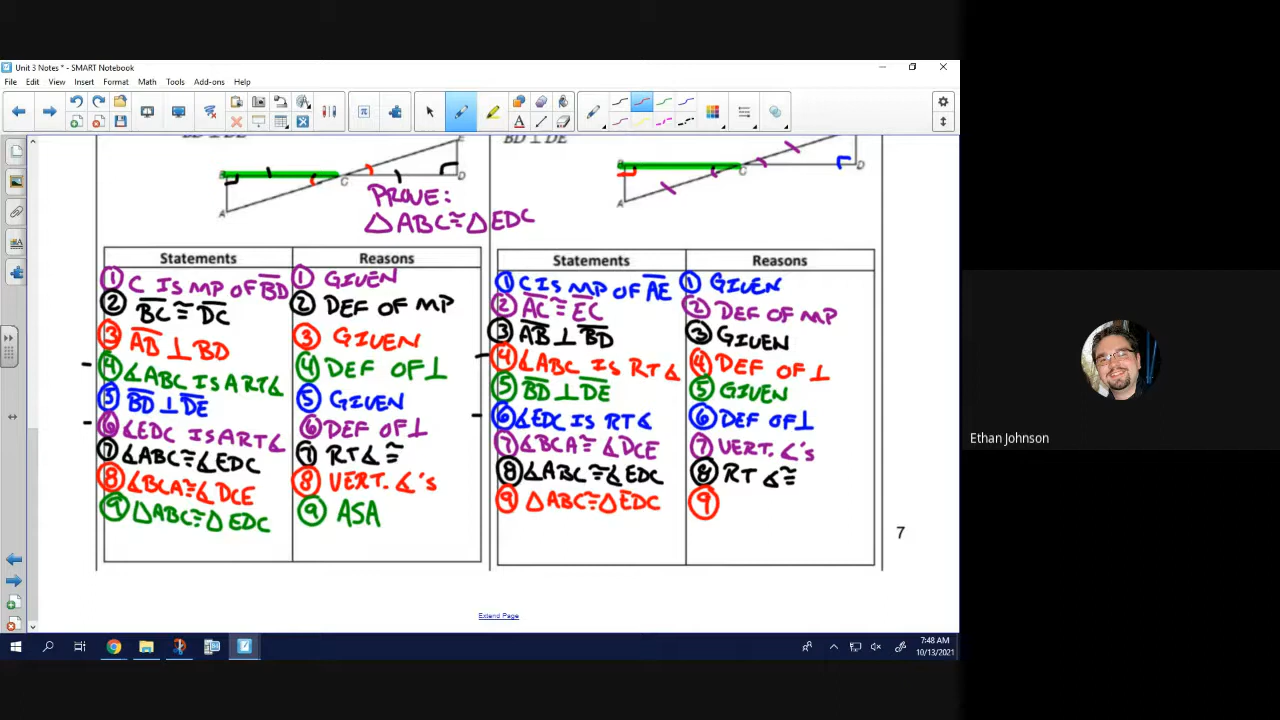 Unit 3 Notes * - SMART Notebook
File Edit View Insert Format Math Tools Add-ons Help
BD ⊥ DE
BD ⊥ DE
B C D A
B C D A
PROVE:
△ABC≅△EDC
Statements Reasons
① C IS MP OF BD ① GIVEN
② BC ≅ DC ② DEF OF MP
③ AB ⊥ BD ③ GIVEN
④ ∡ABC IS A RT∡ ④ DEF OF ⊥
⑤ BD ⊥ DE ⑤ GIVEN
⑥ ∡EDC IS A RT∡ ⑥ DEF OF ⊥
⑦ ∡ABC≅∡EDC ⑦ RT∡ ≅
⑧ ∡BCA≅∡DCE ⑧ VERT. ∡'s
⑨ △ABC≅△EDC ⑨ ASA
Statements Reasons
① C IS MP OF AE ① GIVEN
② AC ≅ EC ② DEF OF MP
③ AB ⊥ BD ③ GIVEN
④ ∡ABC IS RT ∡ ④ DEF OF ⊥
⑤ BD ⊥ DE ⑤ GIVEN
⑥ ∡EDC IS RT ∡ ⑥ DEF OF ⊥
⑦ ∡BCA≅ ∡DCE ⑦ VERT. ∡'s
⑧ ∡ABC ≅∡EDC ⑧ RT ∡≅
⑨ △ABC≅△EDC ⑨
7
Extend Page
Ethan Johnson
7:48 AM
10/13/2021